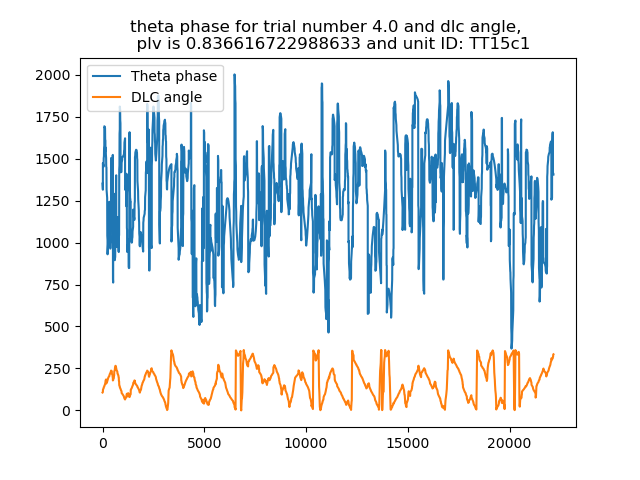 theta phase for trial number 4.0 and dlc angle,
plv is 0.836616722988633 and unit ID: TT15c1
Theta phase
DLC angle
2000
1750
1500
1250
1000
750
500
250
0
0 5000 10000 15000 20000